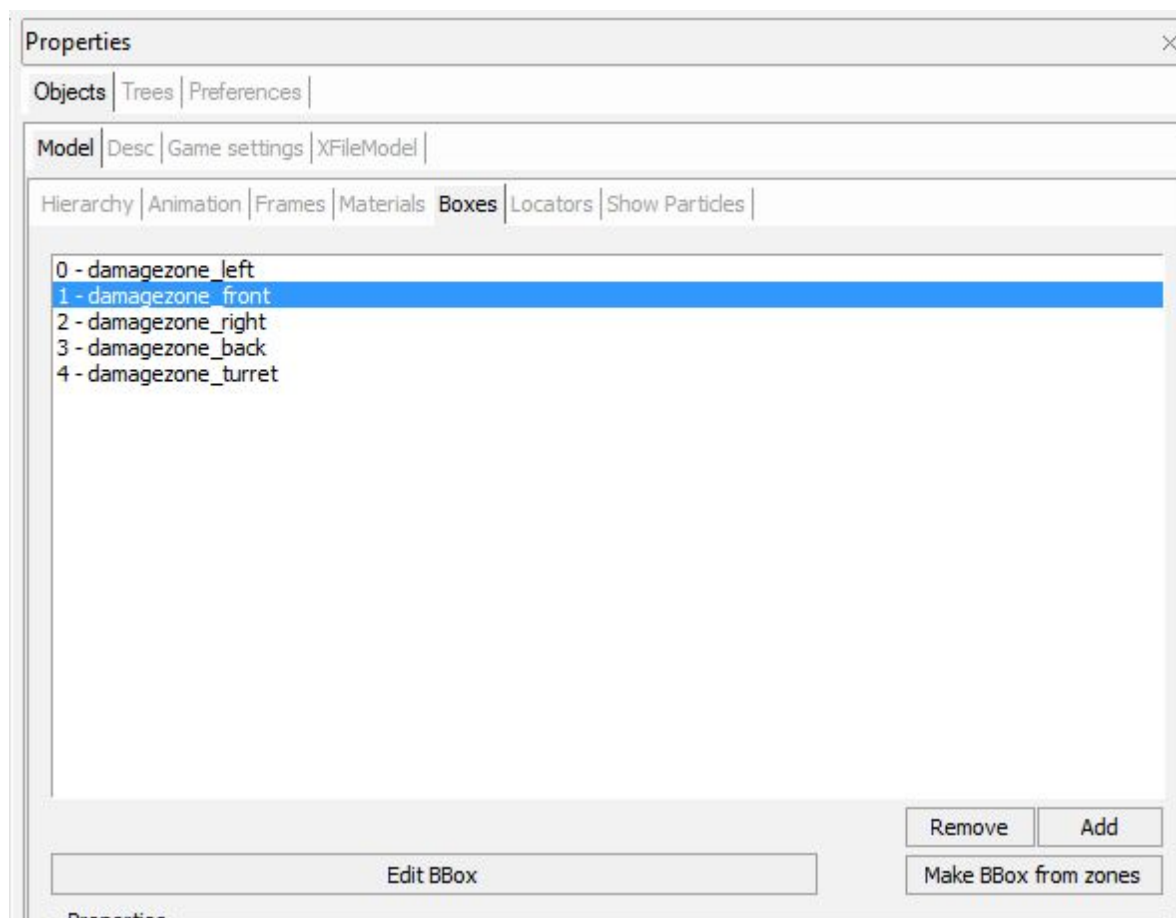 Properties
Objects Trees Preferences
Model Desc Game settings XFileModel
Hierarchy Animation Frames Materials Boxes Locators Show Particles
0 - damagezone_left
1 - damagezone_front
2 - damagezone_right
3 - damagezone_back
4 - damagezone_turret
Remove Add
Edit BBox Make BBox from zones
Properties